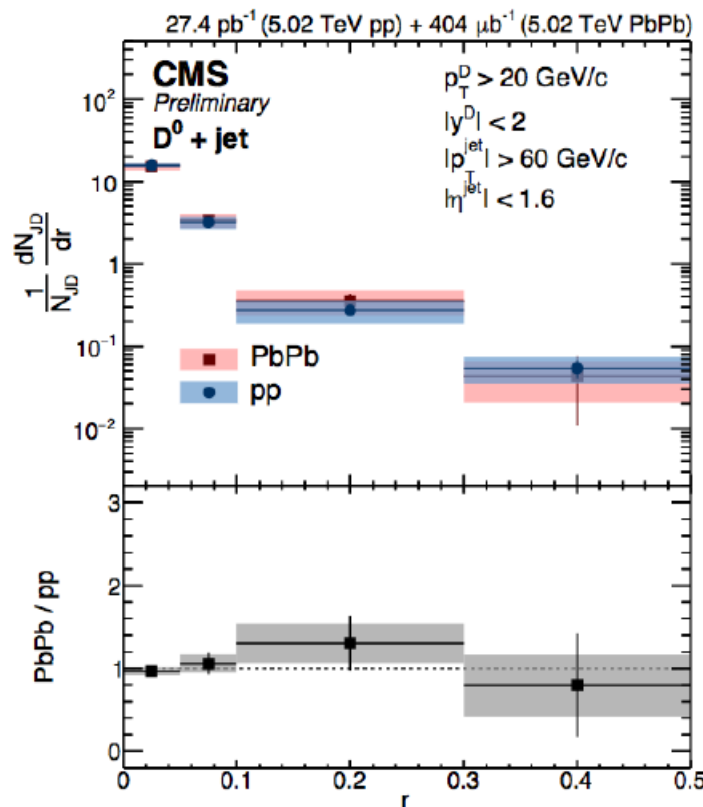 27.4 pb⁻¹ (5.02 TeV pp) + 404 μb⁻¹ (5.02 TeV PbPb)
CMS
Preliminary
D⁰ + jet
p_T^D > 20 GeV/c
|y^D| < 2
|p_T^jet| > 60 GeV/c
|η^jet| < 1.6
1/N_JD dN_JD/dr
10²
10
1
10⁻¹
10⁻²
PbPb
pp
PbPb / pp
3
2
1
0
0 0.1 0.2 0.3 0.4 0.5
r